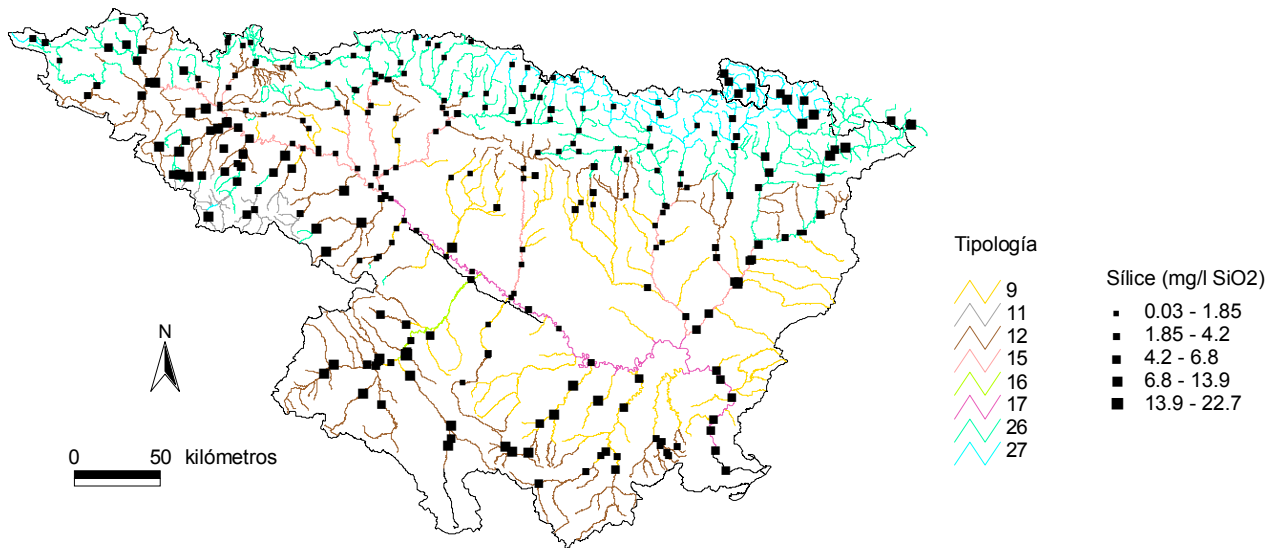 Tipología
9
11
12
15
16
17
26
27
Sílice (mg/l SiO2)
0.03 - 1.85
1.85 - 4.2
4.2 - 6.8
6.8 - 13.9
13.9 - 22.7
N
0 50 kilómetros